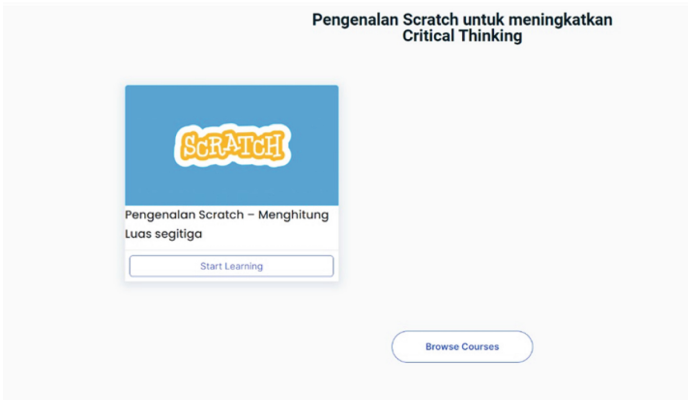 Pengenalan Scratch untuk meningkatkan
Critical Thinking
SCRATCH
Pengenalan Scratch – Menghitung
Luas segitiga
Start Learning
Browse Courses